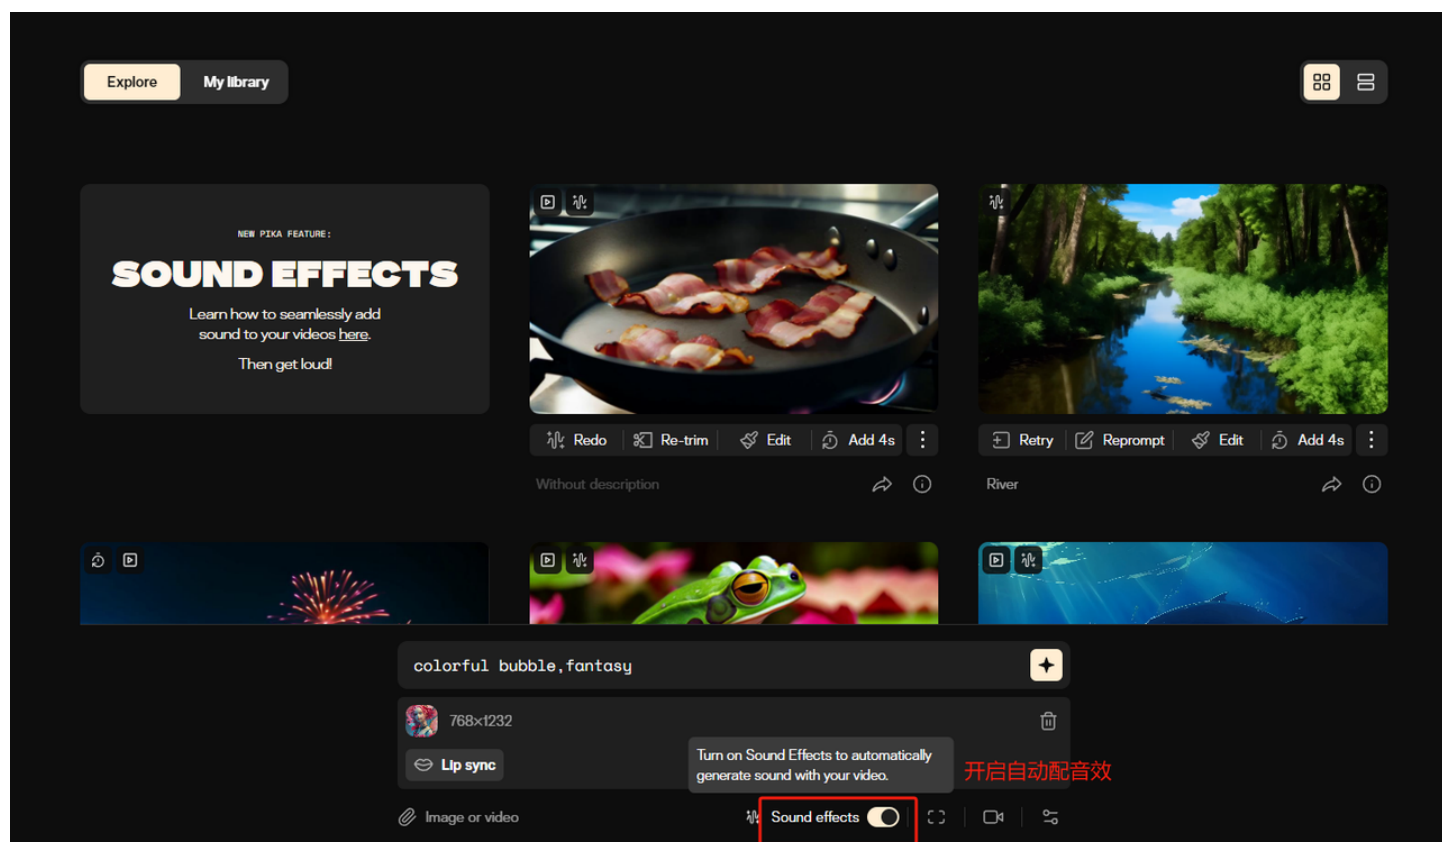 Explore
My library
NEW PIKA FEATURE:
SOUND EFFECTS
Learn how to seamlessly add
sound to your videos here.
Then get loud!
Redo
Re-trim
Edit
Add 4s
Retry
Reprompt
Edit
Add 4s
Without description
River
colorful bubble,fantasy
768×1232
Lip sync
Turn on Sound Effects to automatically
generate sound with your video.
开启自动配音效
Image or video
Sound effects